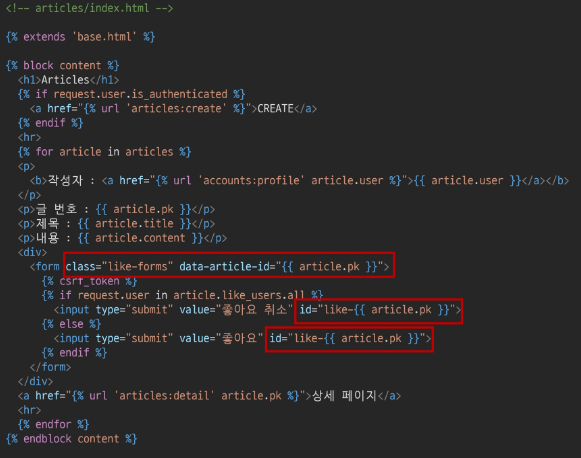 <!-- articles/index.html -->
{% extends 'base.html' %}
{% block content %}
<h1>Articles</h1>
{% if request.user.is_authenticated %}
<a href="{% url 'articles:create' %}">CREATE</a>
{% endif %}
<hr>
{% for article in articles %}
<p>
<b>작성자 : <a href="{% url 'accounts:profile' article.user %}">{{ article.user }}</a></b>
</p>
<p>글 번호 : {{ article.pk }}</p>
<p>제목 : {{ article.title }}</p>
<p>내용 : {{ article.content }}</p>
<div>
<form class="like-forms" data-article-id="{{ article.pk }}">
{% csrf_token %}
{% if request.user in article.like_users.all %}
<input type="submit" value="좋아요 취소" id="like-{{ article.pk }}">
{% else %}
<input type="submit" value="좋아요" id="like-{{ article.pk }}">
{% endif %}
</form>
</div>
<a href="{% url 'articles:detail' article.pk %}">상세 페이지</a>
<hr>
{% endfor %}
{% endblock content %}